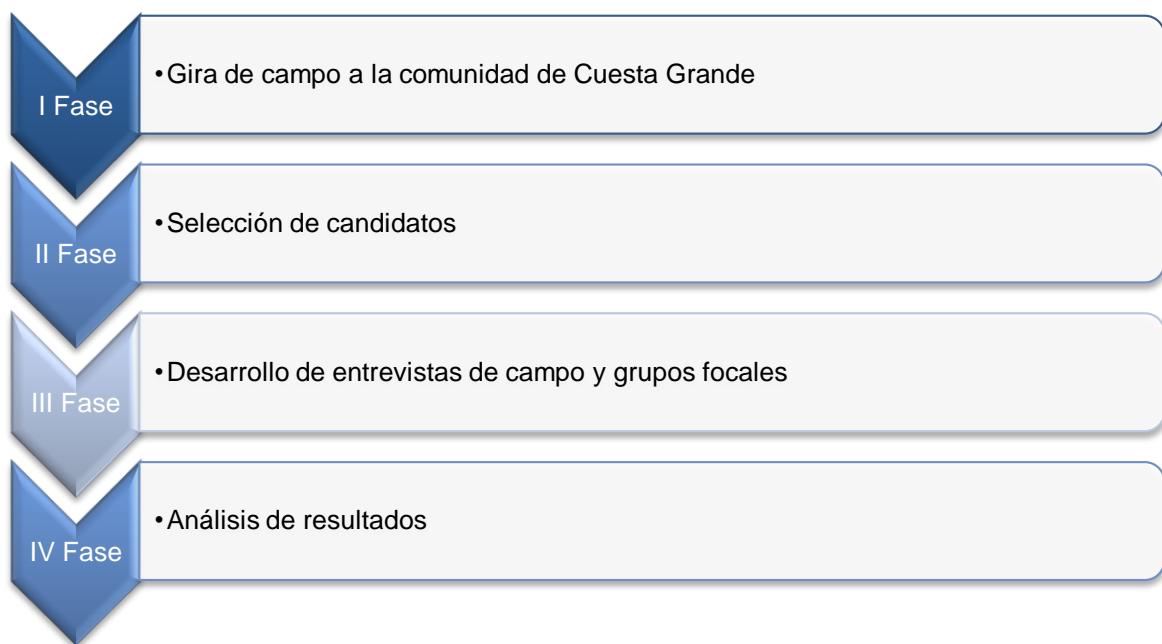 I Fase
•Gira de campo a la comunidad de Cuesta Grande
II Fase
•Selección de candidatos
III Fase
•Desarrollo de entrevistas de campo y grupos focales
IV Fase
•Análisis de resultados